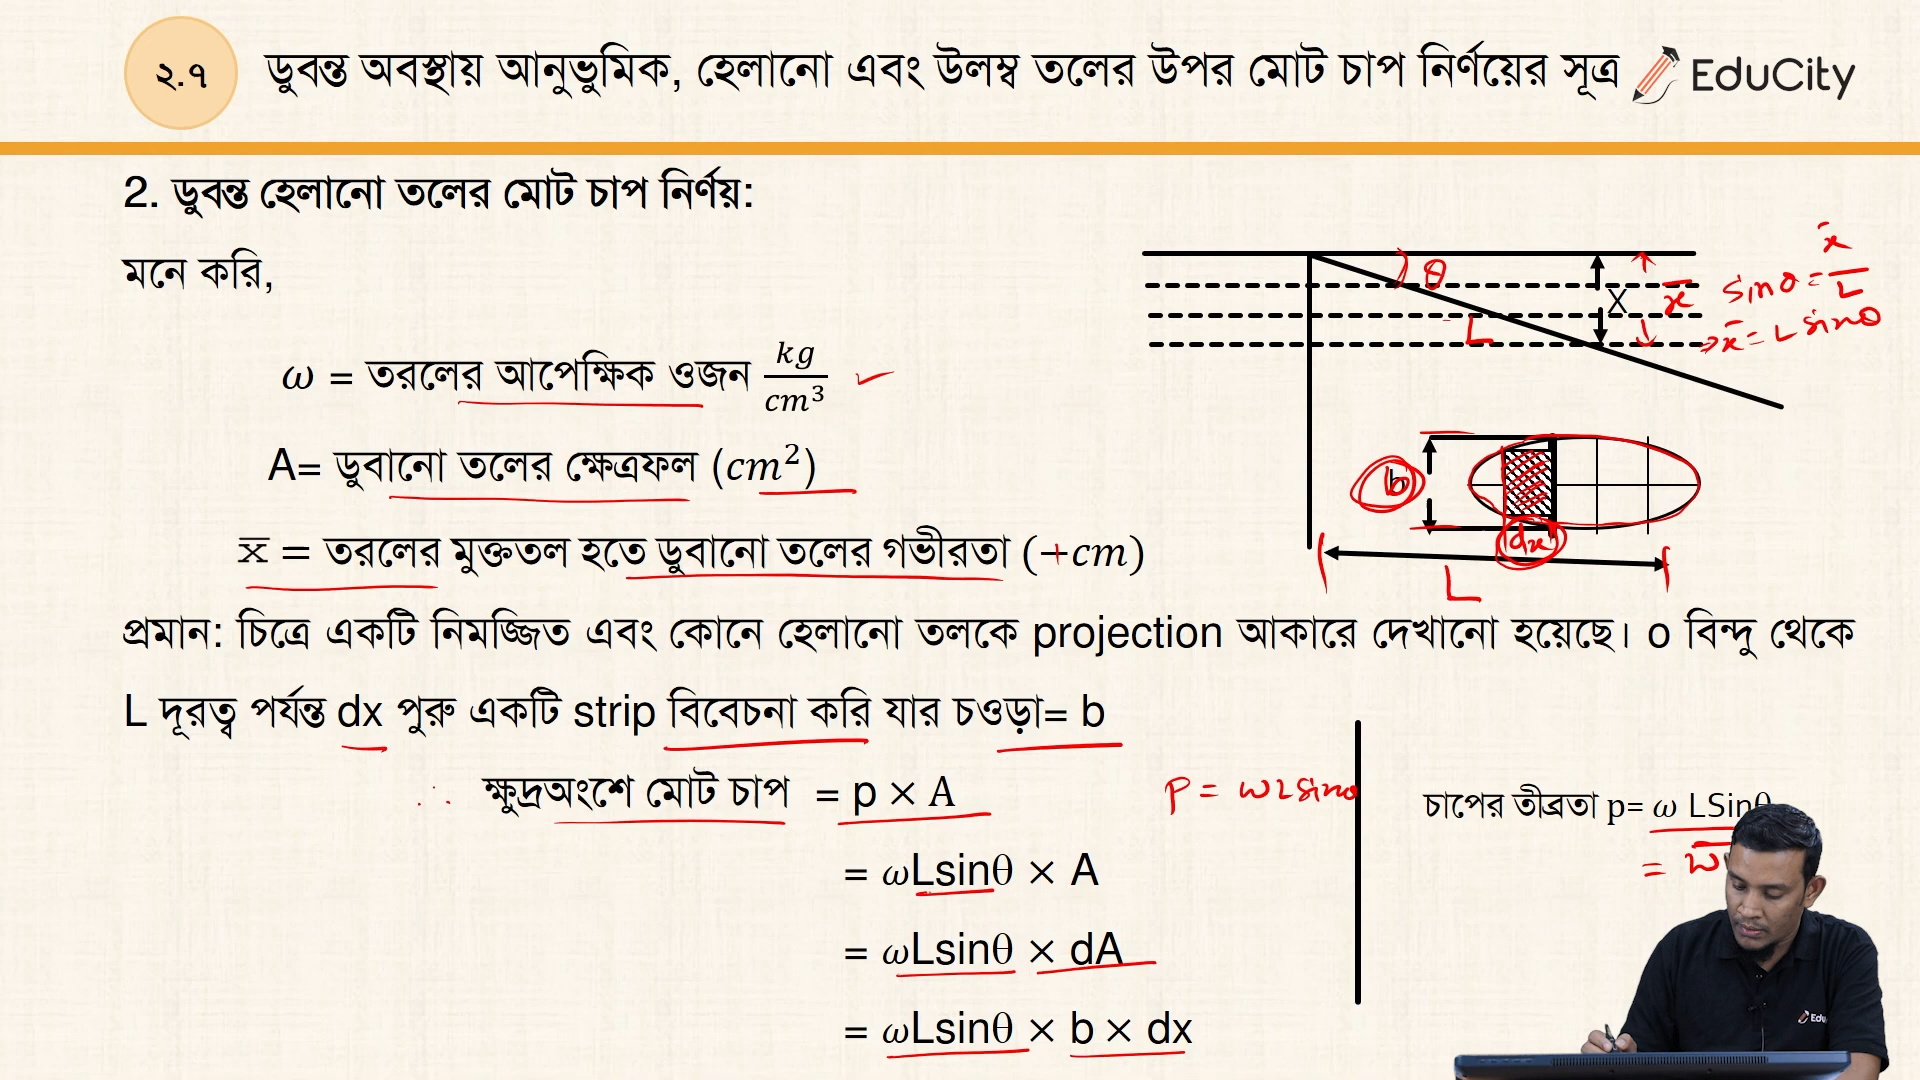 ২.৭
ডুবন্ত অবস্থায় আনুভুমিক, হেলানো এবং উলম্ব তলের উপর মোট চাপ নির্ণয়ের সূত্র
EduCity
2. ডুবন্ত হেলানো তলের মোট চাপ নির্ণয়:
মনে করি,
ω = তরলের আপেক্ষিক ওজন kg/cm³
A= ডুবানো তলের ক্ষেত্রফল (cm²)
x̅ = তরলের মুক্ততল হতে ডুবানো তলের গভীরতা (−cm)
θ
L
X
x̅
sinθ = x̅/L
⇒ x̅ = L sinθ
b
dx
L
প্রমান: চিত্রে একটি নিমজ্জিত এবং কোনে হেলানো তলকে projection আকারে দেখানো হয়েছে। o বিন্দু থেকে
L দূরত্ব পর্যন্ত dx পুরু একটি strip বিবেচনা করি যার চওড়া= b
∴ ক্ষুদ্রঅংশে মোট চাপ = p × A
P = ωLsinθ
চাপের তীব্রতা p= ω LSinθ
= ω
= ωLsinθ × A
= ωLsinθ × dA
= ωLsinθ × b × dx